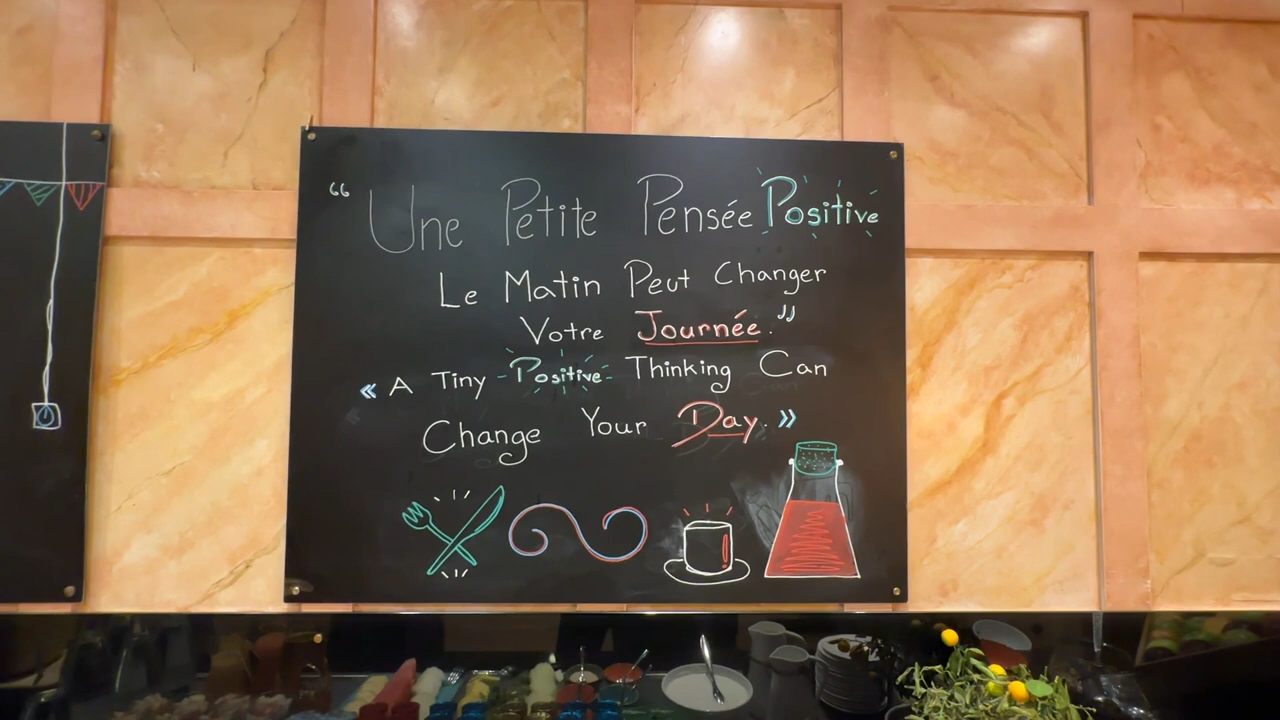 “Une Petite Pensée Positive
Le Matin Peut Changer
Votre Journée.”
« A Tiny Positive Thinking Can
Change Your Day. »